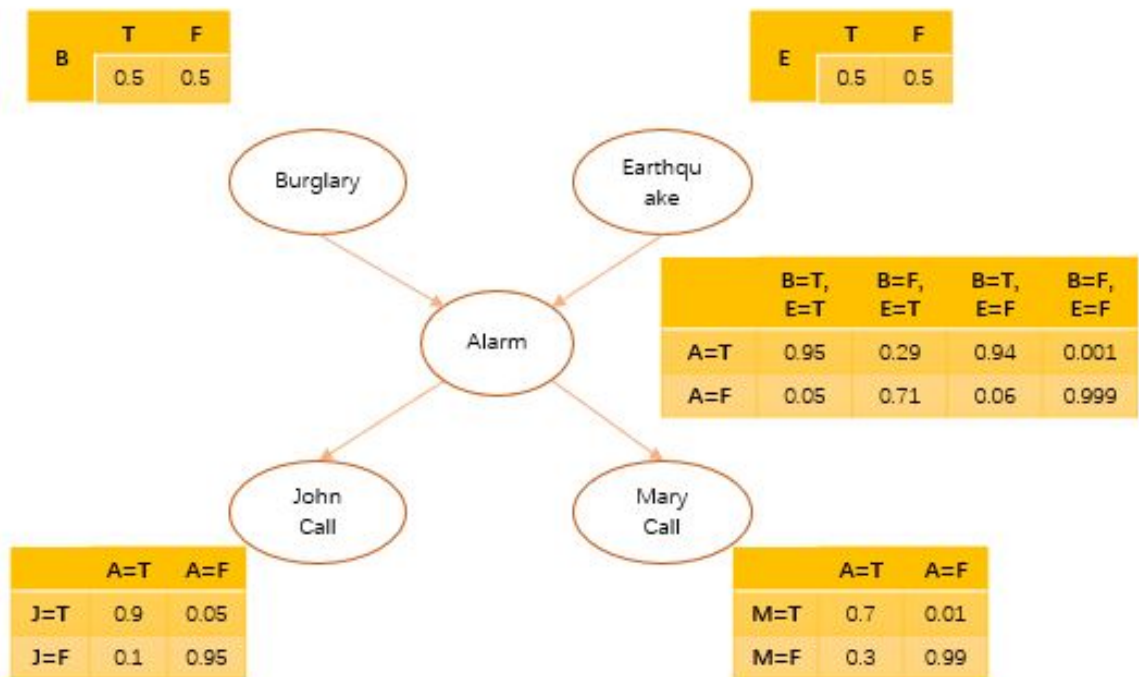 T F
B
0.5 0.5
T F
E
0.5 0.5
Burglary
Earthqu
ake
B=T, B=F, B=T, B=F,
E=T E=T E=F E=F
A=T 0.95 0.29 0.94 0.001
A=F 0.05 0.71 0.06 0.999
Alarm
John
Call
Mary
Call
A=T A=F
J=T 0.9 0.05
J=F 0.1 0.95
A=T A=F
M=T 0.7 0.01
M=F 0.3 0.99